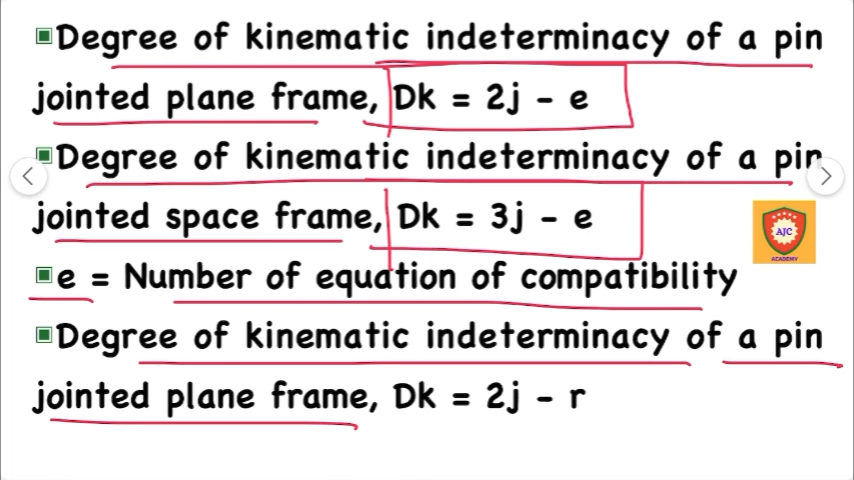 ▣Degree of kinematic indeterminacy of a pin
jointed plane frame, Dk = 2j - e
▣Degree of kinematic indeterminacy of a pin
jointed space frame, Dk = 3j - e
AJC
ACADEMY
▣e = Number of equation of compatibility
▣Degree of kinematic indeterminacy of a pin
jointed plane frame, Dk = 2j - r